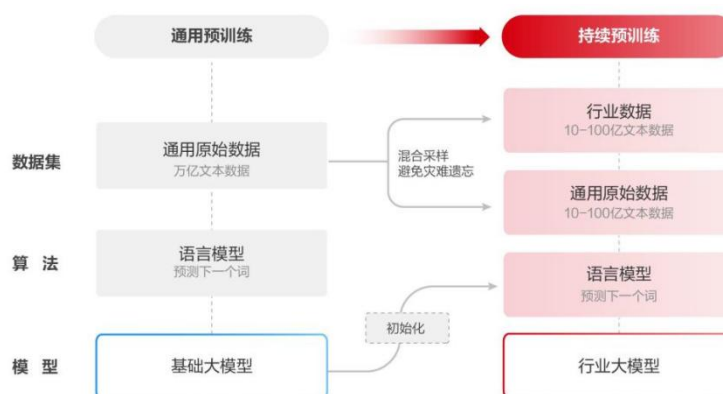 通用预训练
持续预训练
数据集
通用原始数据
万亿文本数据
混合采样
避免灾难遗忘
行业数据
10-100亿文本数据
通用原始数据
10-100亿文本数据
算 法
语言模型
预测下一个词
语言模型
预测下一个词
初始化
模 型
基础大模型
行业大模型